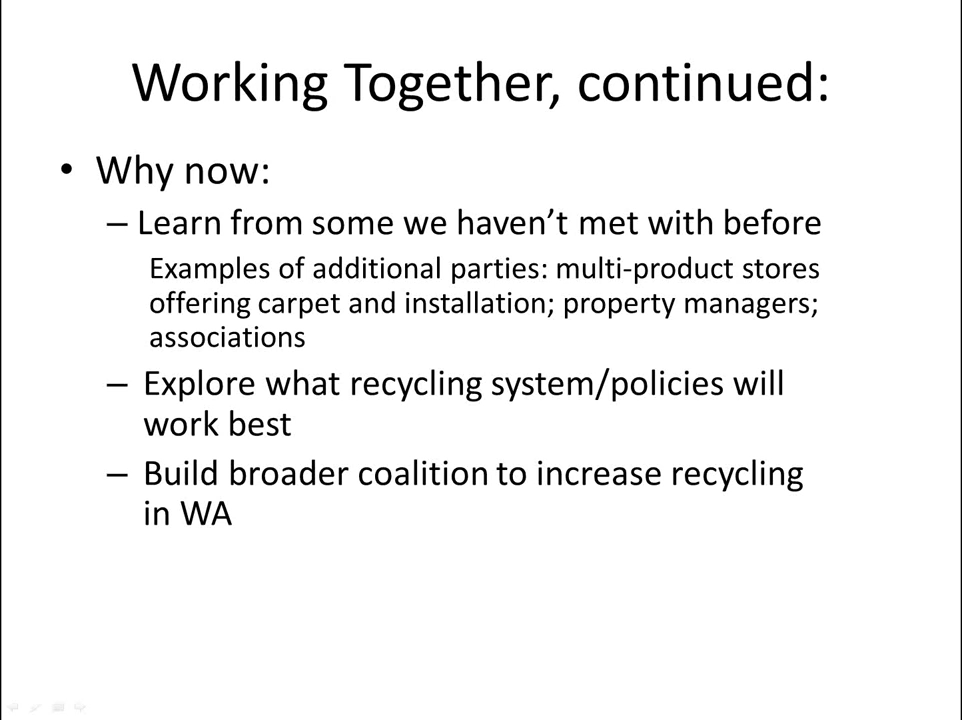 Working Together, continued:
• Why now:
– Learn from some we haven’t met with before
Examples of additional parties: multi-product stores
offering carpet and installation; property managers;
associations
– Explore what recycling system/policies will
work best
– Build broader coalition to increase recycling
in WA